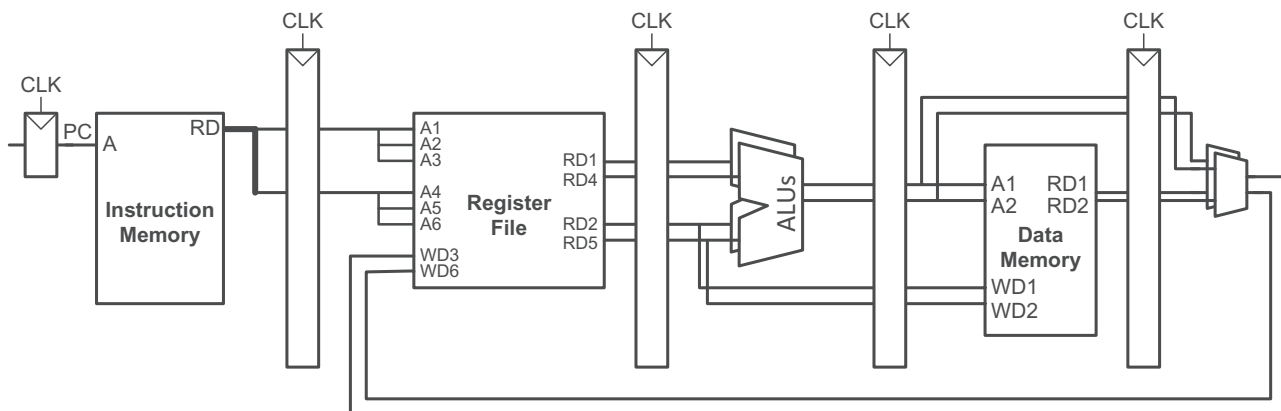 CLK
CLK
CLK
CLK
CLK
PC
A
RD
Instruction
Memory
A1
A2
A3
A4
A5
A6
WD3
WD6
Register
File
RD1
RD4
RD2
RD5
ALUs
A1
A2
RD1
RD2
Data
Memory
WD1
WD2